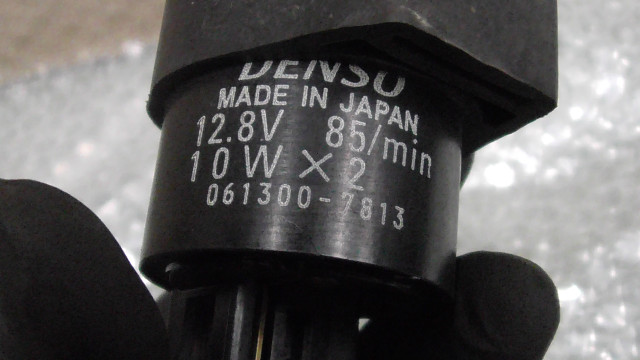 DENSO
MADE IN JAPAN
12.8V 85/min
10W×2
061300-7813